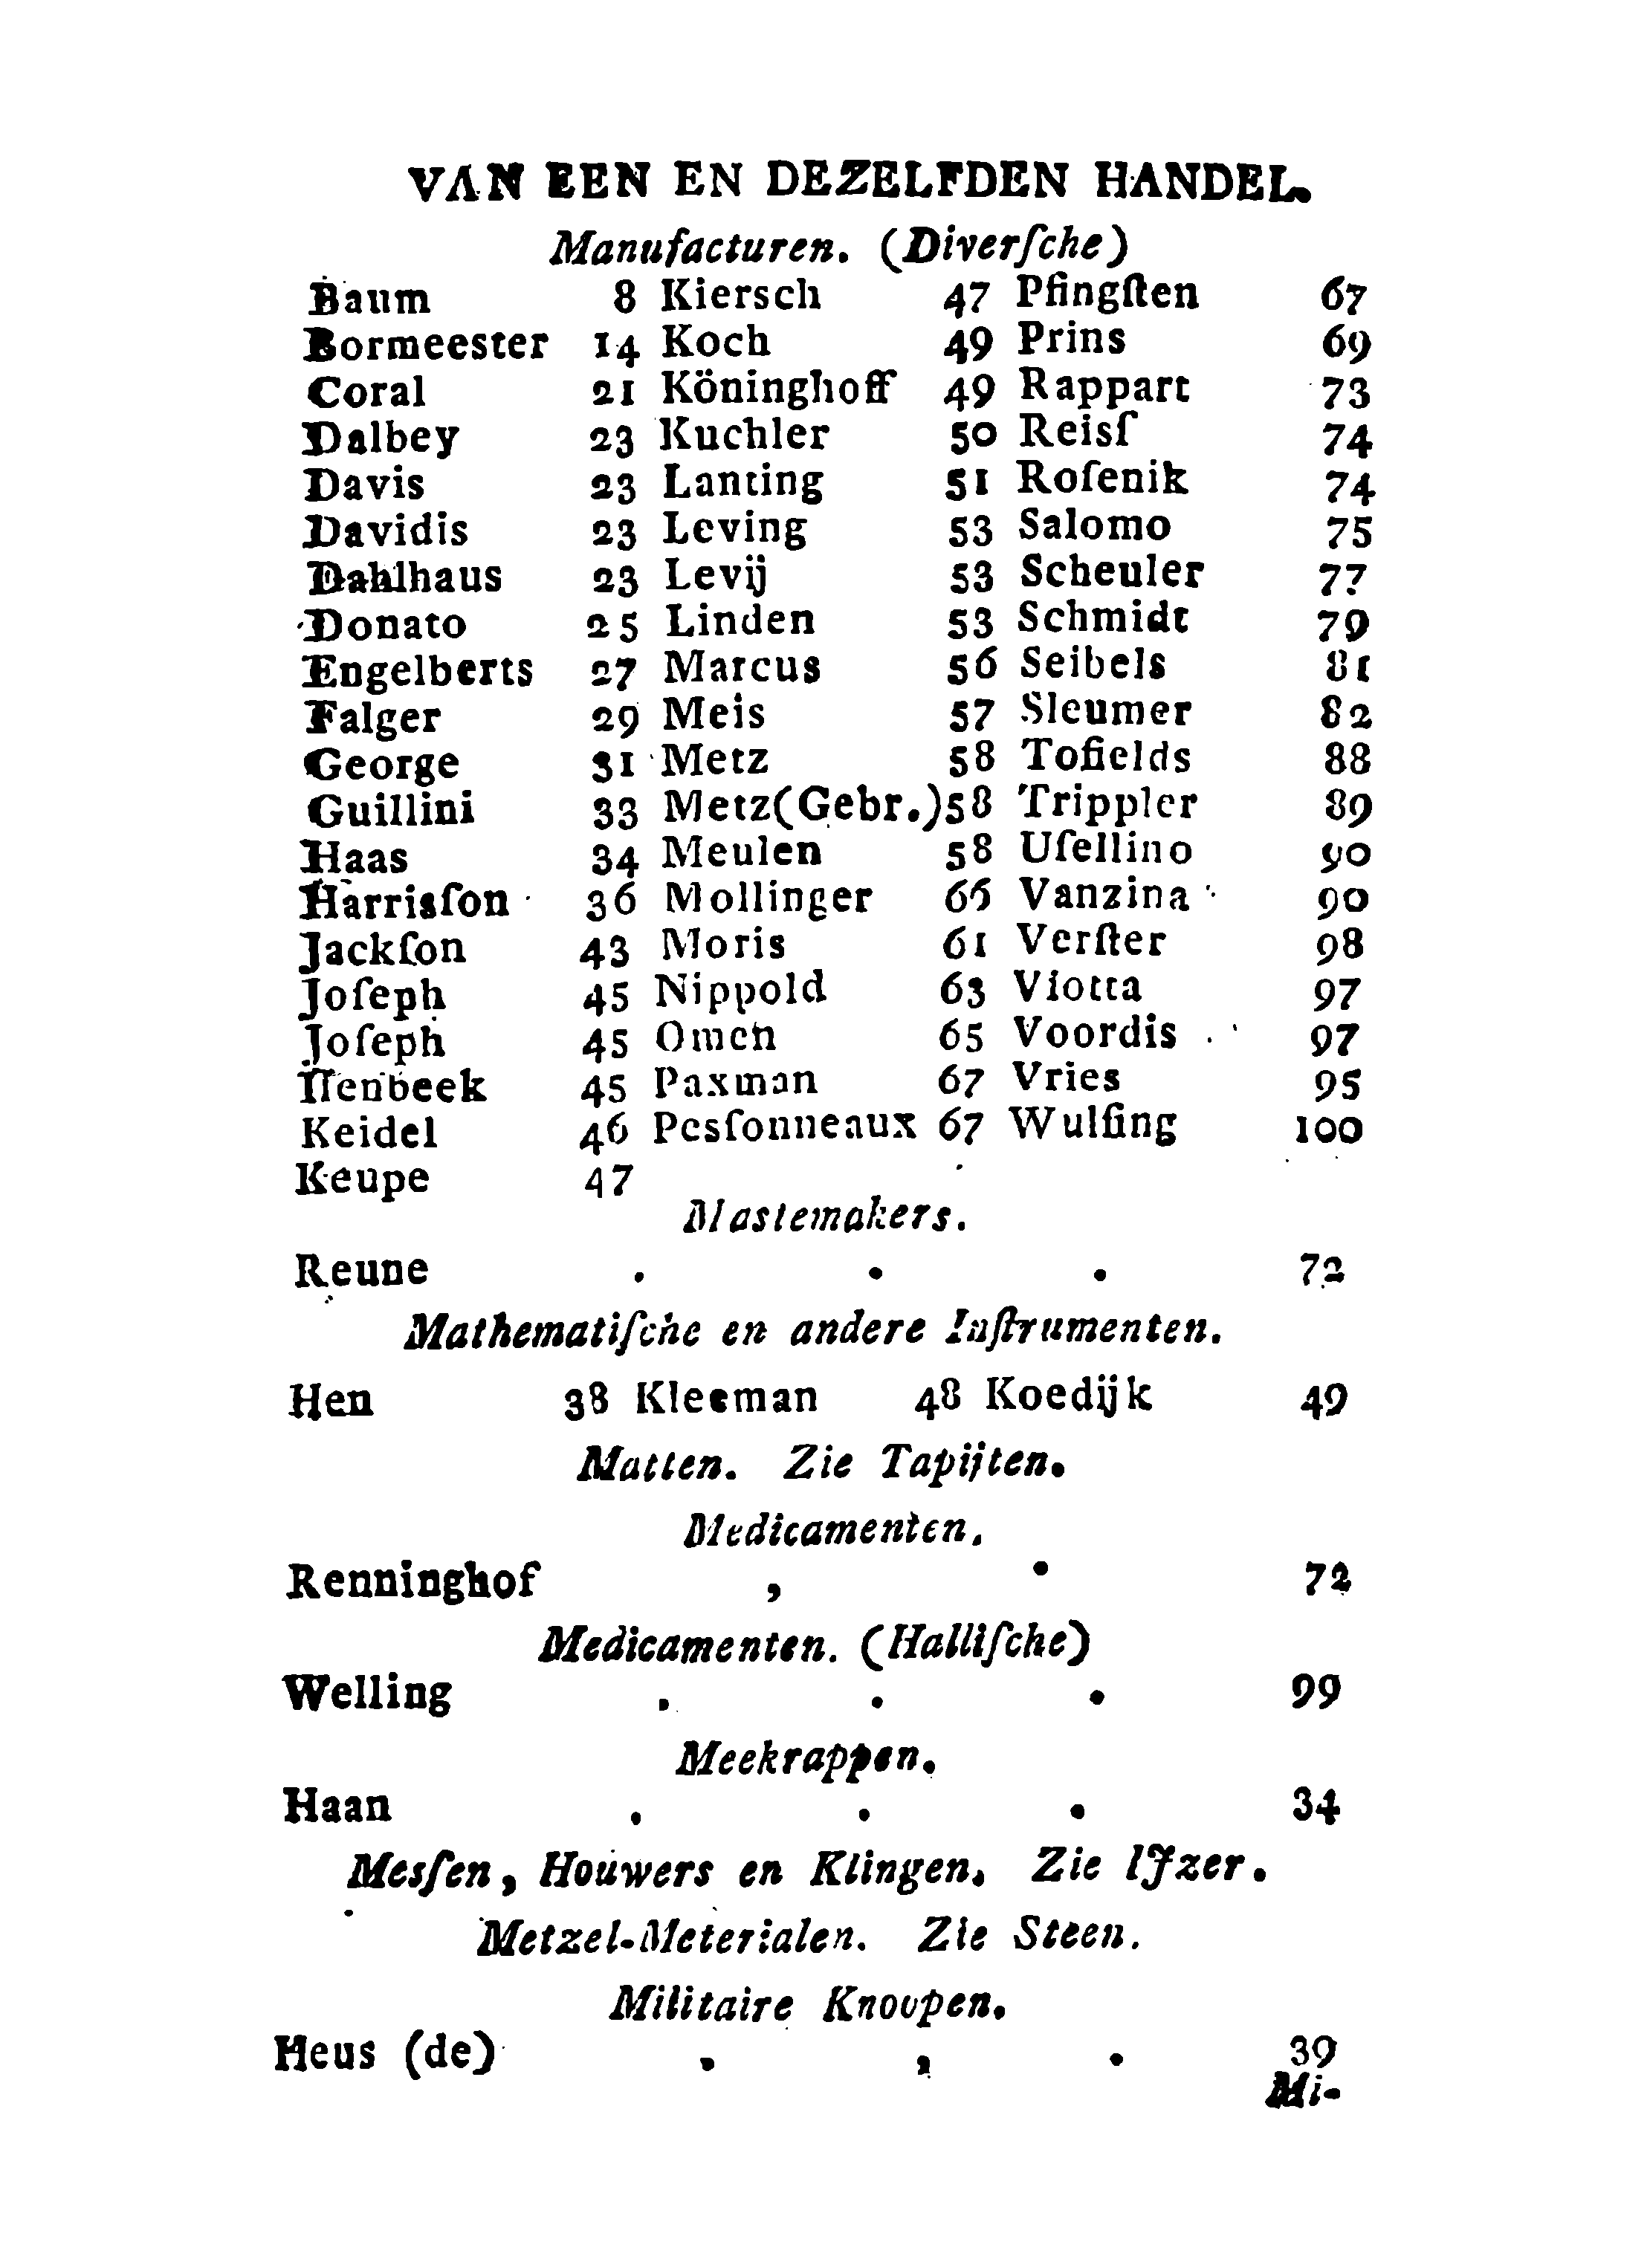 VAN EEN EN DEZELFDEN HANDEL.
Manufacturen. (Diverſche)
Baum 8 Kiersch 47 Pfingſten 67
Bormeester 14 Koch 49 Prins 69
Coral 21 Köninghoff 49 Rappart 73
Dalbey 23 Kuchler 50 Reisſ 74
Davis 23 Lanting 51 Roſenik 74
Davidis 23 Leving 53 Salomo 75
Dahlhaus 23 Levij 53 Scheuler 77
Donato 25 Linden 53 Schmidt 79
Engelberts 27 Marcus 56 Seibels 81
Falger 29 Meis 57 Sleumer 82
George 31 Metz 58 Tofields 88
Guillini 33 Metz(Gebr.)58 Trippler 89
Haas 34 Meulen 58 Uſellino 90
Harrisſon 36 Mollinger 66 Vanzina 90
Jackſon 43 Moris 61 Verſter 98
Joſeph 45 Nippold 63 Viotta 97
Joſeph 45 Omen 65 Voordis 97
Iſſenbeek 45 Paxman 67 Vries 95
Keidel 46 Pesſonneaux 67 Wulfing 100
Keupe 47
Mastemakers.
Reune . . . 72
Mathematiſche en andere Inſtrumenten.
Hen 38 Kleeman 48 Koedijk 49
Matten. Zie Tapijten.
Medicamenten.
Renninghof , . 72
Medicamenten. (Halliſche)
Welling . . . 99
Meekrappen.
Haan . . . 34
Mesſen, Houwers en Klingen. Zie IJzer.
Metzel-Meterialen. Zie Steen.
Militaire Knoopen.
Heus (de) . , . 39
Mi-